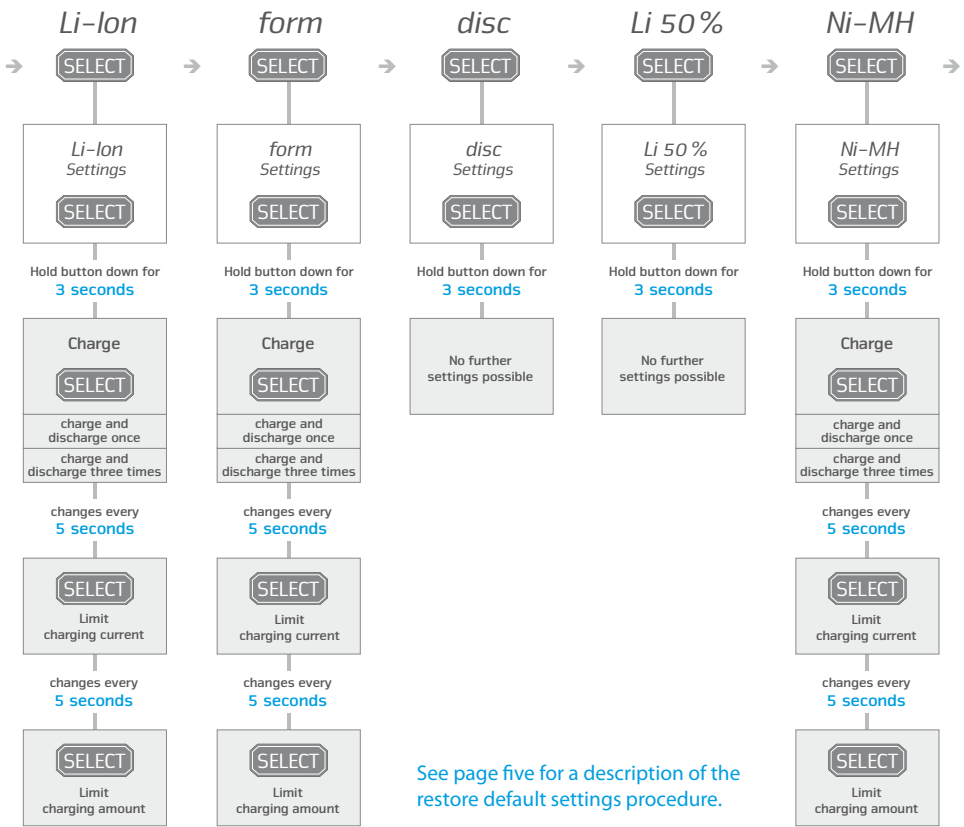 Li-Ion
form
disc
Li 50 %
Ni-MH
SELECT
SELECT
SELECT
SELECT
SELECT
Li-Ion
Settings
SELECT
form
Settings
SELECT
disc
Settings
SELECT
Li 50 %
Settings
SELECT
Ni-MH
Settings
SELECT
Hold button down for
3 seconds
Hold button down for
3 seconds
Hold button down for
3 seconds
Hold button down for
3 seconds
Hold button down for
3 seconds
Charge
SELECT
charge and
discharge once
charge and
discharge three times
Charge
SELECT
charge and
discharge once
charge and
discharge three times
No further
settings possible
No further
settings possible
Charge
SELECT
charge and
discharge once
charge and
discharge three times
changes every
5 seconds
changes every
5 seconds
changes every
5 seconds
SELECT
Limit
charging current
SELECT
Limit
charging current
SELECT
Limit
charging current
changes every
5 seconds
changes every
5 seconds
changes every
5 seconds
SELECT
Limit
charging amount
SELECT
Limit
charging amount
See page five for a description of the
restore default settings procedure.
SELECT
Limit
charging amount